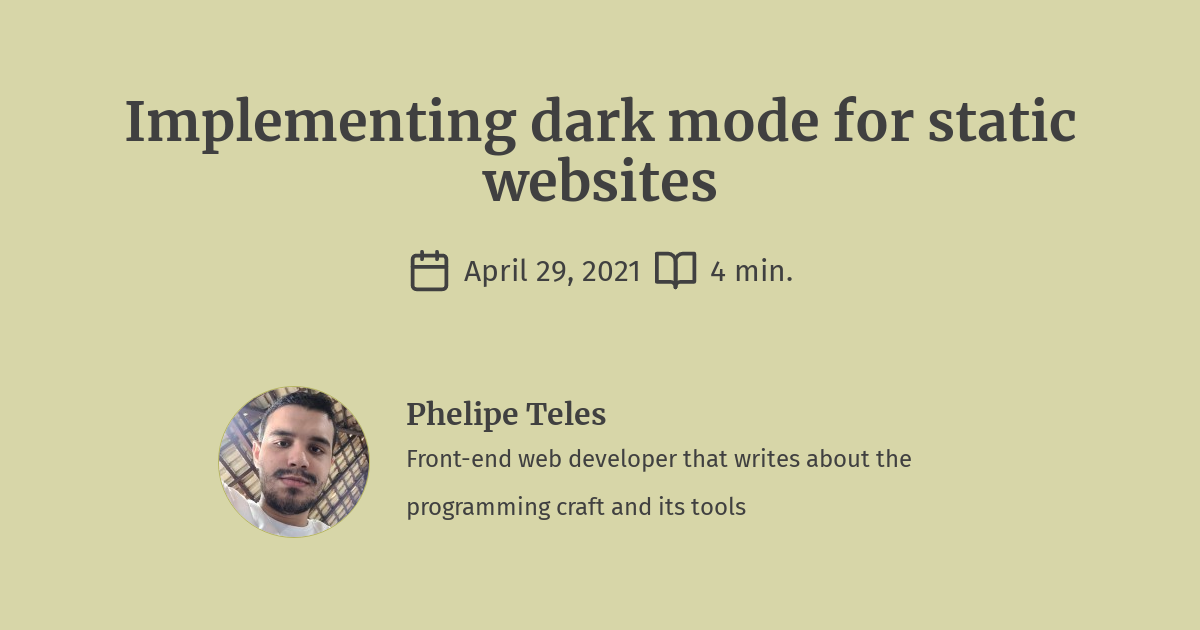 Implementing dark mode for static
websites
April 29, 2021 4 min.
Phelipe Teles
Front-end web developer that writes about the
programming craft and its tools